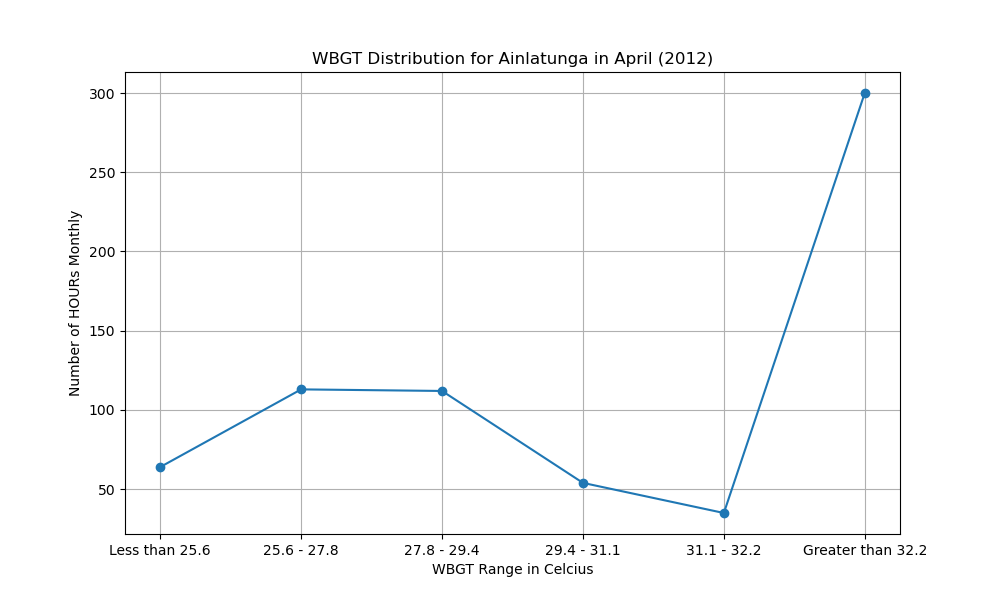 WBGT Distribution for Ainlatunga in April (2012)
Number of HOURs Monthly
300
250
200
150
100
50
Less than 25.6
25.6 - 27.8
27.8 - 29.4
29.4 - 31.1
31.1 - 32.2
Greater than 32.2
WBGT Range in Celcius